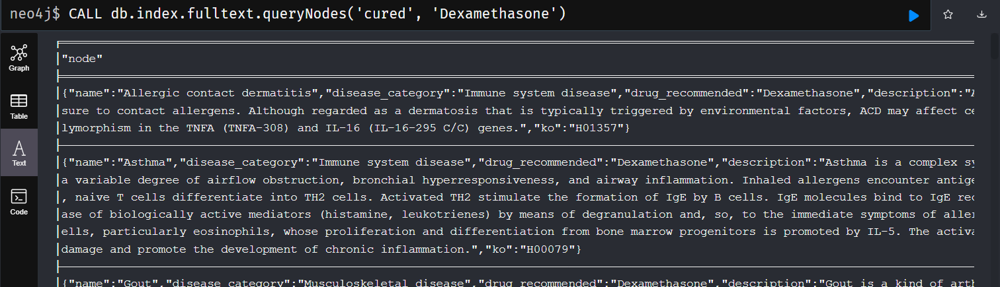 neo4j$ CALL db.index.fulltext.queryNodes('cured', 'Dexamethasone')
Graph
Table
Text
Code
"node"
{"name":"Allergic contact dermatitis","disease_category":"Immune system disease","drug_recommended":"Dexamethasone","description":"A
sure to contact allergens. Although regarded as a dermatosis that is typically triggered by environmental factors, ACD may affect ce
lymorphism in the TNFA (TNFA-308) and IL-16 (IL-16-295 C/C) genes.","ko":"H01357"}
{"name":"Asthma","disease_category":"Immune system disease","drug_recommended":"Dexamethasone","description":"Asthma is a complex sy
a variable degree of airflow obstruction, bronchial hyperresponsiveness, and airway inflammation. Inhaled allergens encounter antige
, naive T cells differentiate into TH2 cells. Activated TH2 stimulate the formation of IgE by B cells. IgE molecules bind to IgE rec
ase of biologically active mediators (histamine, leukotrienes) by means of degranulation and, so, to the immediate symptoms of aller
ells, particularly eosinophils, whose proliferation and differentiation from bone marrow progenitors is promoted by IL-5. The activa
damage and promote the development of chronic inflammation.","ko":"H00079"}
{"name":"Gout","disease_category":"Musculoskeletal disease","drug_recommended":"Dexamethasone","description":"Gout is a kind of arth